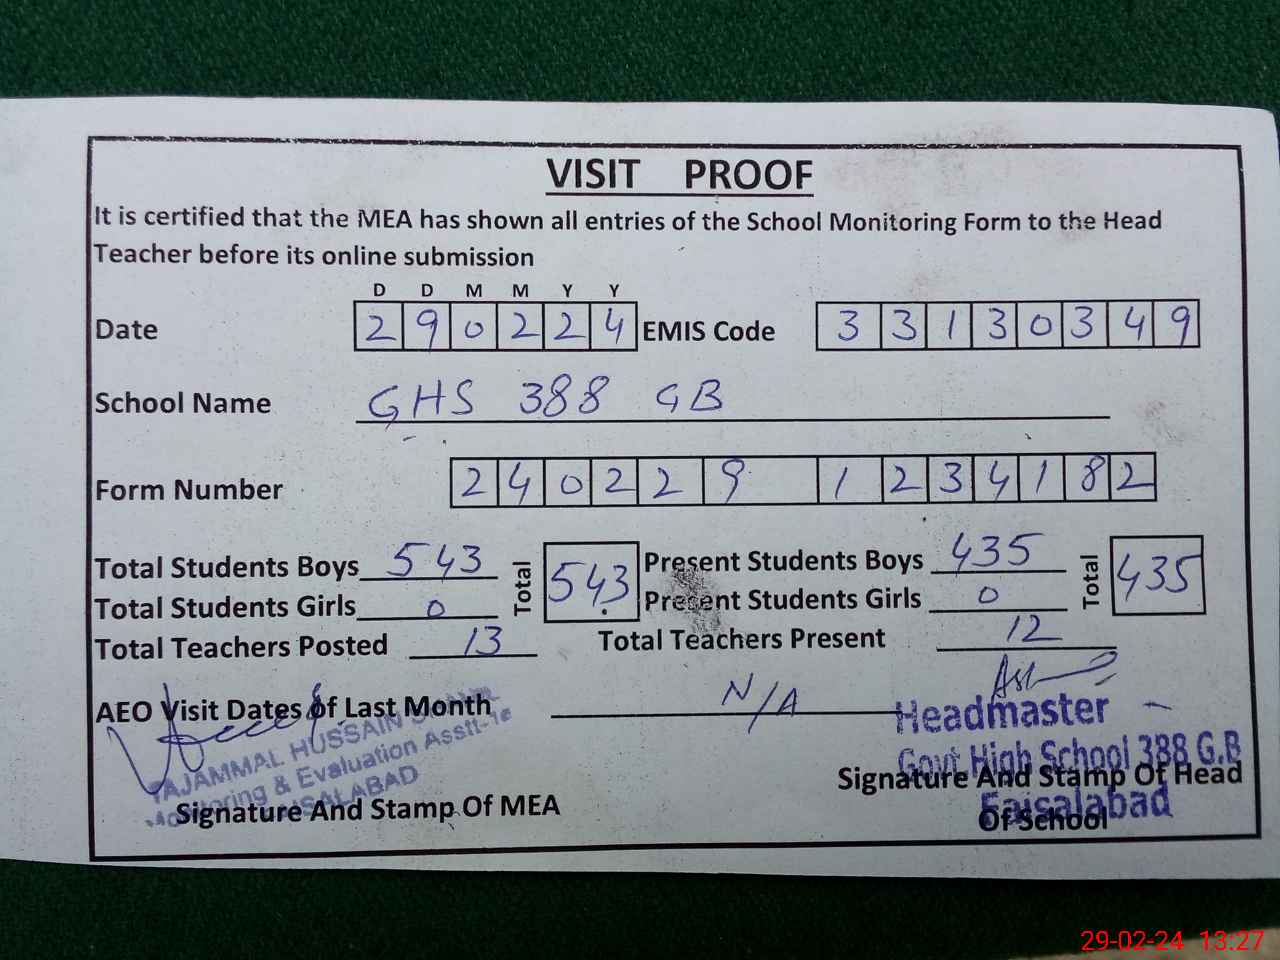 VISIT PROOF
It is certified that the MEA has shown all entries of the School Monitoring Form to the Head
Teacher before its online submission
D D M M Y Y
Date 2 9 0 2 2 4 EMIS Code 3 3 1 3 0 3 4 9
School Name GHS 388 GB
Form Number 2 4 0 2 2 9 1 2 3 4 1 8 2
Total Students Boys 543 Total 543 Present Students Boys 435 Total 435
Total Students Girls 0 Present Students Girls 0
Total Teachers Posted 13 Total Teachers Present 12
AEO Visit Dates of Last Month N/A
TAJAMMAL HUSSAIN
Monitoring & Evaluation Asstt-
FAISALABAD
Signature And Stamp Of MEA
Headmaster
Govt High School 388 G.B
Faisalabad
Signature And Stamp Of Head
Of School
29-02-24 13:27